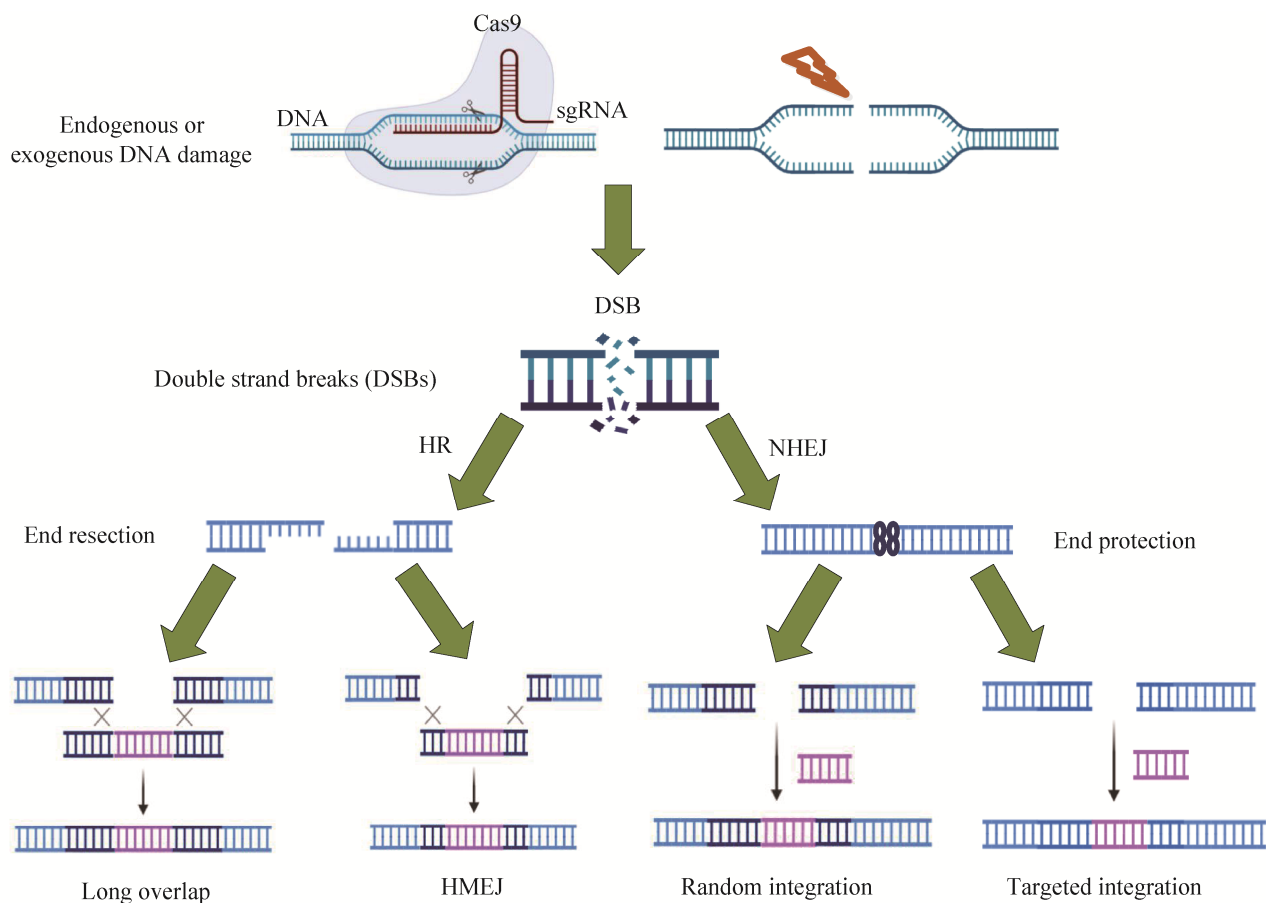 Cas9
DNA
sgRNA
Endogenous or
exogenous DNA damage
DSB
Double strand breaks (DSBs)
HR
NHEJ
End resection
End protection
Long overlap
HMEJ
Random integration
Targeted integration